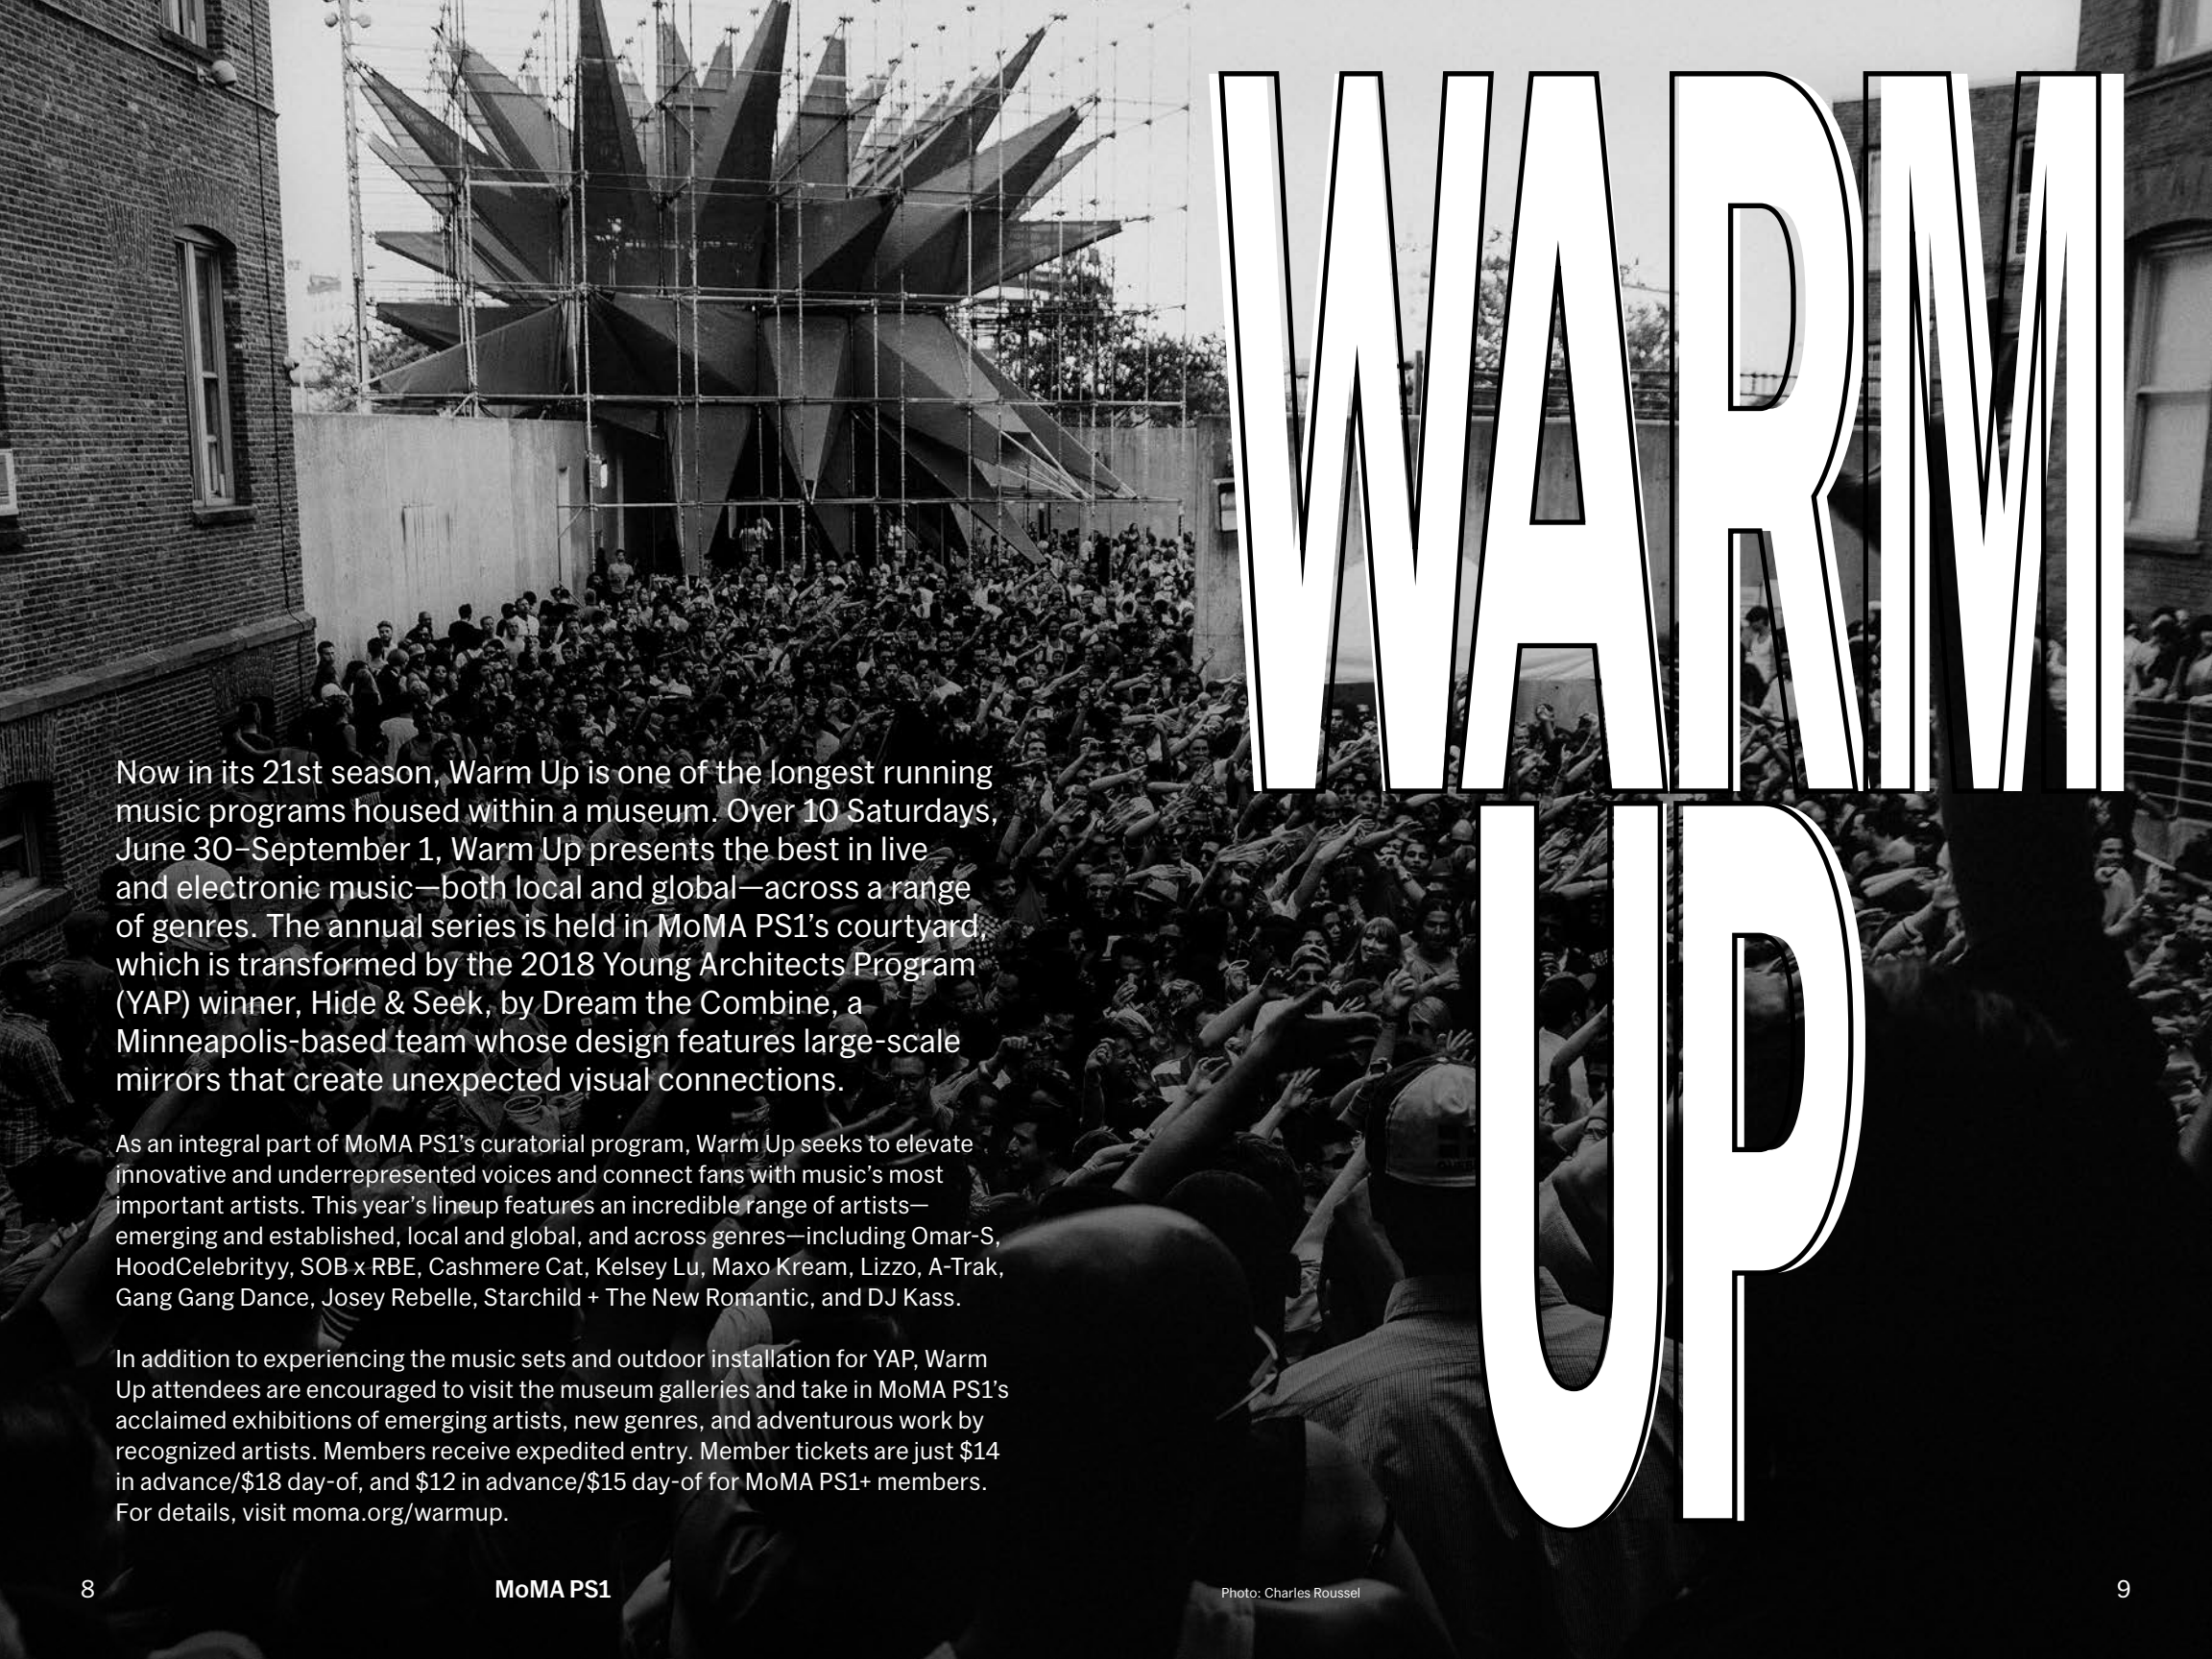 WARM
UP
Now in its 21st season, Warm Up is one of the longest running
music programs housed within a museum. Over 10 Saturdays,
June 30–September 1, Warm Up presents the best in live
and electronic music—both local and global—across a range
of genres. The annual series is held in MoMA PS1’s courtyard,
which is transformed by the 2018 Young Architects Program
(YAP) winner, Hide & Seek, by Dream the Combine, a
Minneapolis-based team whose design features large-scale
mirrors that create unexpected visual connections.
As an integral part of MoMA PS1’s curatorial program, Warm Up seeks to elevate
innovative and underrepresented voices and connect fans with music’s most
important artists. This year’s lineup features an incredible range of artists—
emerging and established, local and global, and across genres—including Omar-S,
HoodCelebrityy, SOB x RBE, Cashmere Cat, Kelsey Lu, Maxo Kream, Lizzo, A-Trak,
Gang Gang Dance, Josey Rebelle, Starchild + The New Romantic, and DJ Kass.
In addition to experiencing the music sets and outdoor installation for YAP, Warm
Up attendees are encouraged to visit the museum galleries and take in MoMA PS1’s
acclaimed exhibitions of emerging artists, new genres, and adventurous work by
recognized artists. Members receive expedited entry. Member tickets are just $14
in advance/$18 day-of, and $12 in advance/$15 day-of for MoMA PS1+ members.
For details, visit moma.org/warmup.
8
MoMA PS1
Photo: Charles Roussel
9